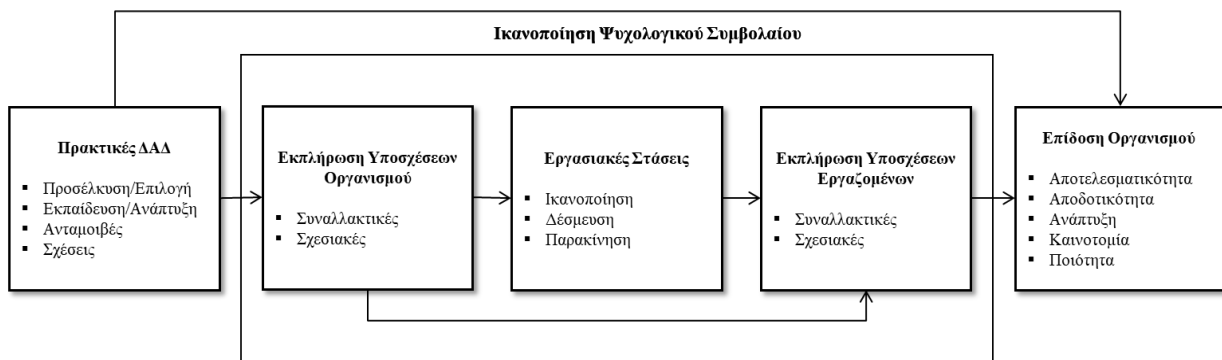 Ικανοποίηση Ψυχολογικού Συμβολαίου
Πρακτικές ΔΑΔ
▪ Προσέλκυση/Επιλογή
▪ Εκπαίδευση/Ανάπτυξη
▪ Ανταμοιβές
▪ Σχέσεις
Εκπλήρωση Υποσχέσεων
Οργανισμού
▪ Συναλλακτικές
▪ Σχεσιακές
Εργασιακές Στάσεις
▪ Ικανοποίηση
▪ Δέσμευση
▪ Παρακίνηση
Εκπλήρωση Υποσχέσεων
Εργαζομένων
▪ Συναλλακτικές
▪ Σχεσιακές
Επίδοση Οργανισμού
▪ Αποτελεσματικότητα
▪ Αποδοτικότητα
▪ Ανάπτυξη
▪ Καινοτομία
▪ Ποιότητα